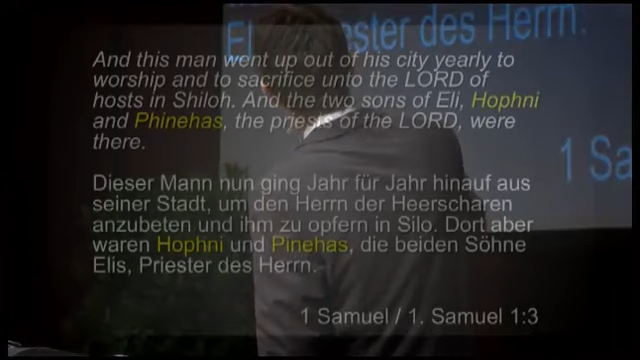 El
ester des Herrn.
1 Sa
And this man went up out of his city yearly to
worship and to sacrifice unto the LORD of
hosts in Shiloh. And the two sons of Eli, Hophni
and Phinehas, the priests of the LORD, were
there.
Dieser Mann nun ging Jahr für Jahr hinauf aus
seiner Stadt, um den Herrn der Heerscharen
anzubeten und ihm zu opfern in Silo. Dort aber
waren Hophni und Pinehas, die beiden Söhne
Elis, Priester des Herrn.
1 Samuel / 1. Samuel 1:3